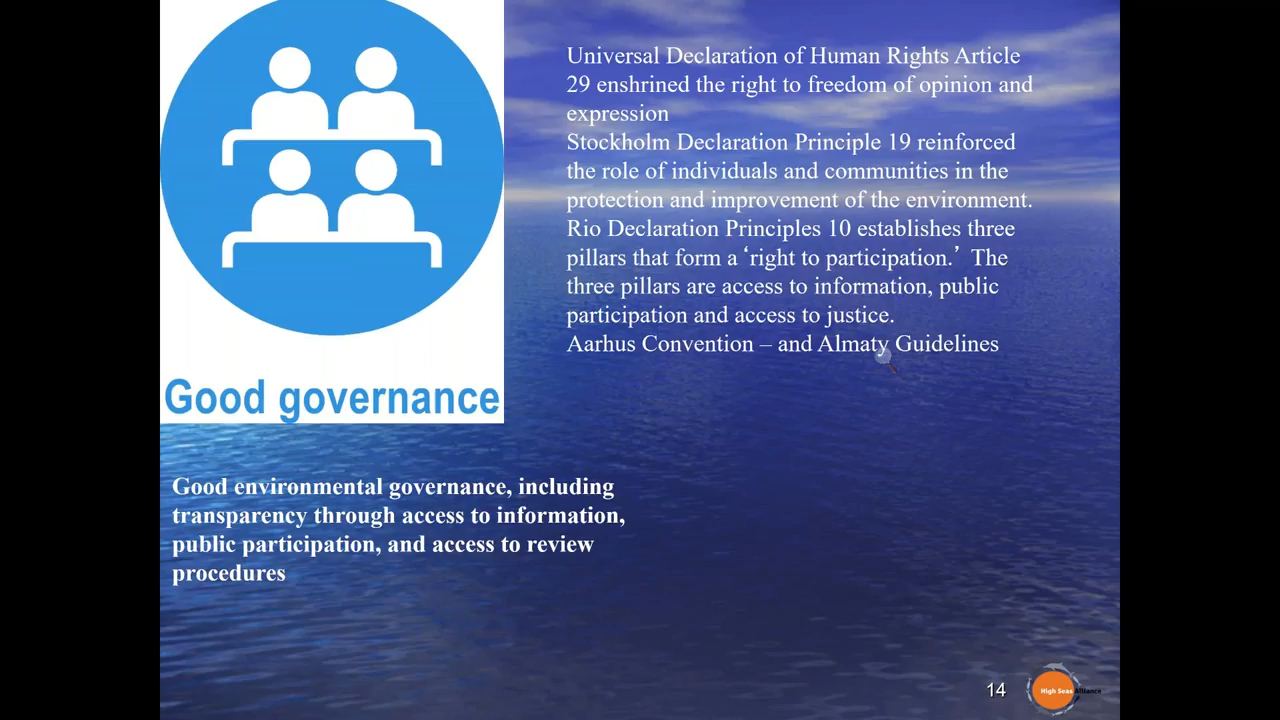 Universal Declaration of Human Rights Article
29 enshrined the right to freedom of opinion and
expression
Stockholm Declaration Principle 19 reinforced
the role of individuals and communities in the
protection and improvement of the environment.
Rio Declaration Principles 10 establishes three
pillars that form a ‘right to participation.’ The
three pillars are access to information, public
participation and access to justice.
Aarhus Convention – and Almaty Guidelines
Good governance
Good environmental governance, including
transparency through access to information,
public participation, and access to review
procedures
14
High Seas Alliance